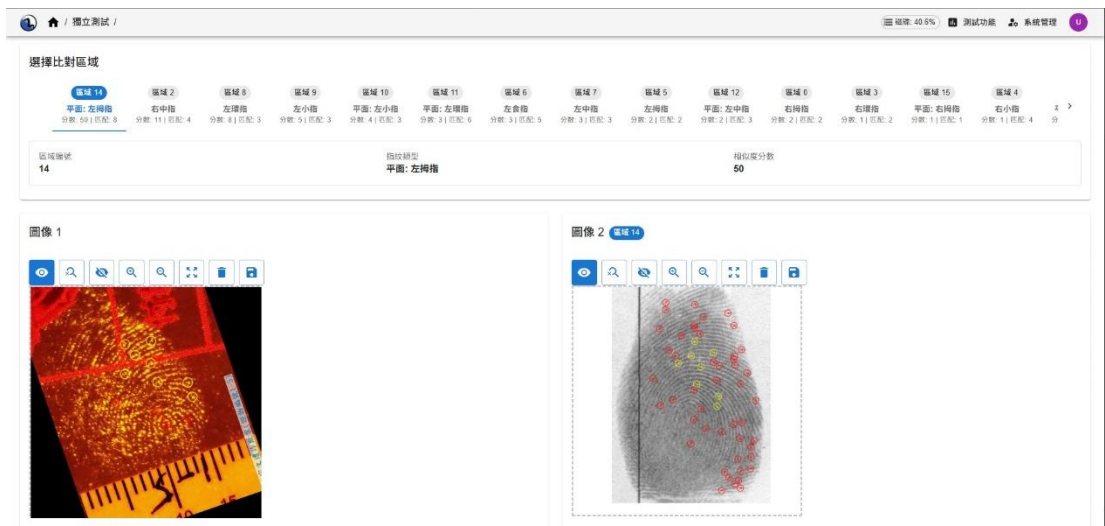 / 獨立測試 /
磁碟: 40.6%
測試功能
系統管理
U
選擇比對區域
區域 14
平面: 左拇指
分數: 50 | 匹配: 8
區域 2
右中指
分數: 11 | 匹配: 4
區域 8
左環指
分數: 8 | 匹配: 3
區域 9
左小指
分數: 5 | 匹配: 3
區域 10
平面: 左小指
分數: 4 | 匹配: 3
區域 11
平面: 左環指
分數: 3 | 匹配: 6
區域 6
左食指
分數: 3 | 匹配: 5
區域 7
左中指
分數: 3 | 匹配: 3
區域 5
左拇指
分數: 2 | 匹配: 2
區域 12
平面: 左中指
分數: 2 | 匹配: 3
區域 0
右拇指
分數: 2 | 匹配: 2
區域 3
右環指
分數: 1 | 匹配: 2
區域 15
平面: 右拇指
分數: 1 | 匹配: 1
區域 4
右小指
分數: 1 | 匹配: 4
分
區域編號
14
指紋類型
平面: 左拇指
相似度分數
50
圖像 1
圖像 2 區域 14
10
15